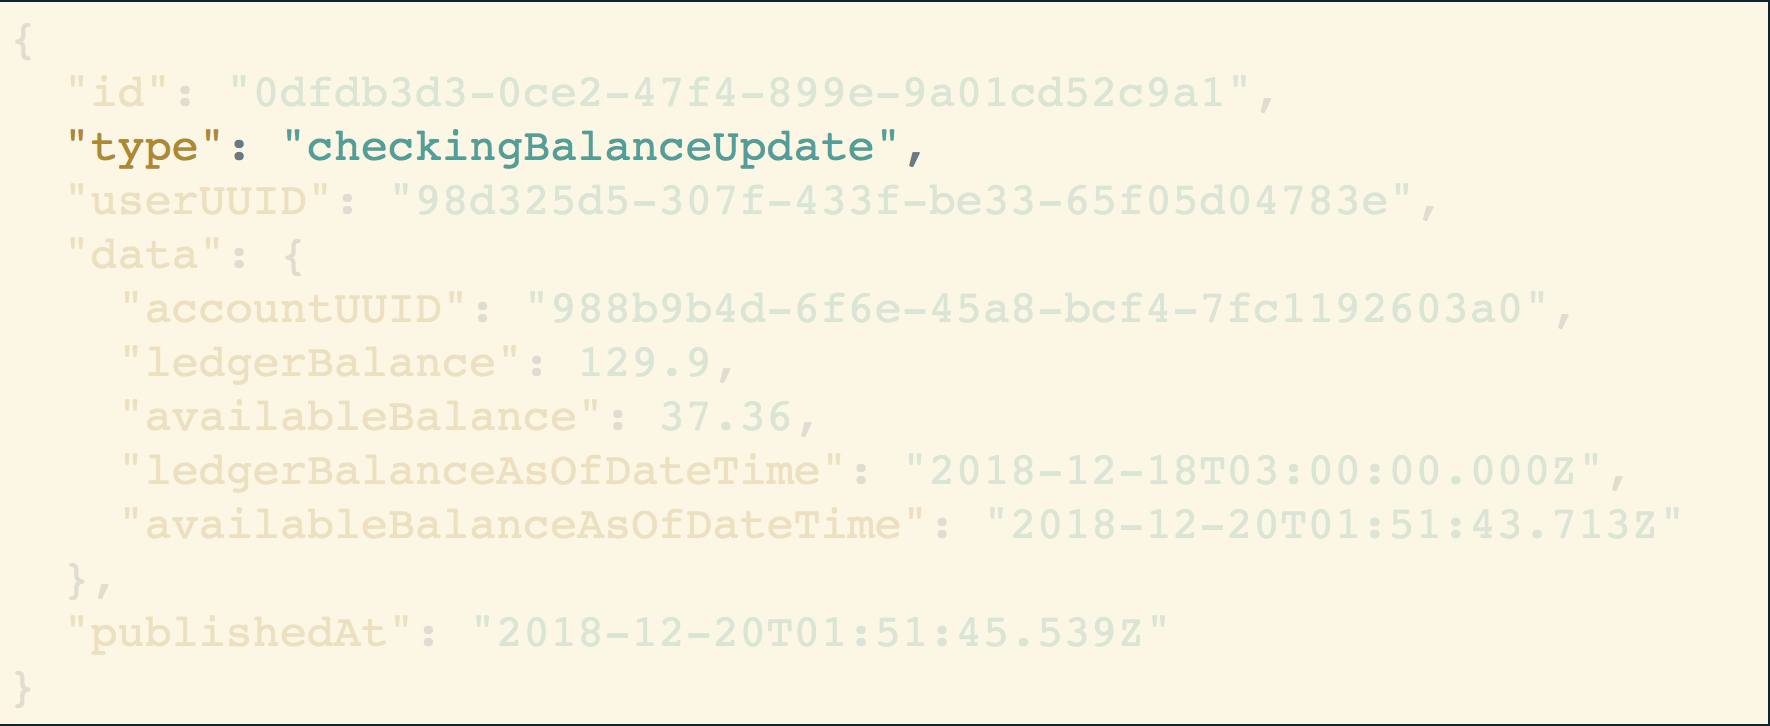 {
  "id": "0dfdb3d3-0ce2-47f4-899e-9a01cd52c9a1",
  "type": "checkingBalanceUpdate",
  "userUUID": "98d325d5-307f-433f-be33-65f05d04783e",
  "data": {
    "accountUUID": "988b9b4d-6f6e-45a8-bcf4-7fc1192603a0",
    "ledgerBalance": 129.9,
    "availableBalance": 37.36,
    "ledgerBalanceAsOfDateTime": "2018-12-18T03:00:00.000Z",
    "availableBalanceAsOfDateTime": "2018-12-20T01:51:43.713Z"
  },
  "publishedAt": "2018-12-20T01:51:45.539Z"
}